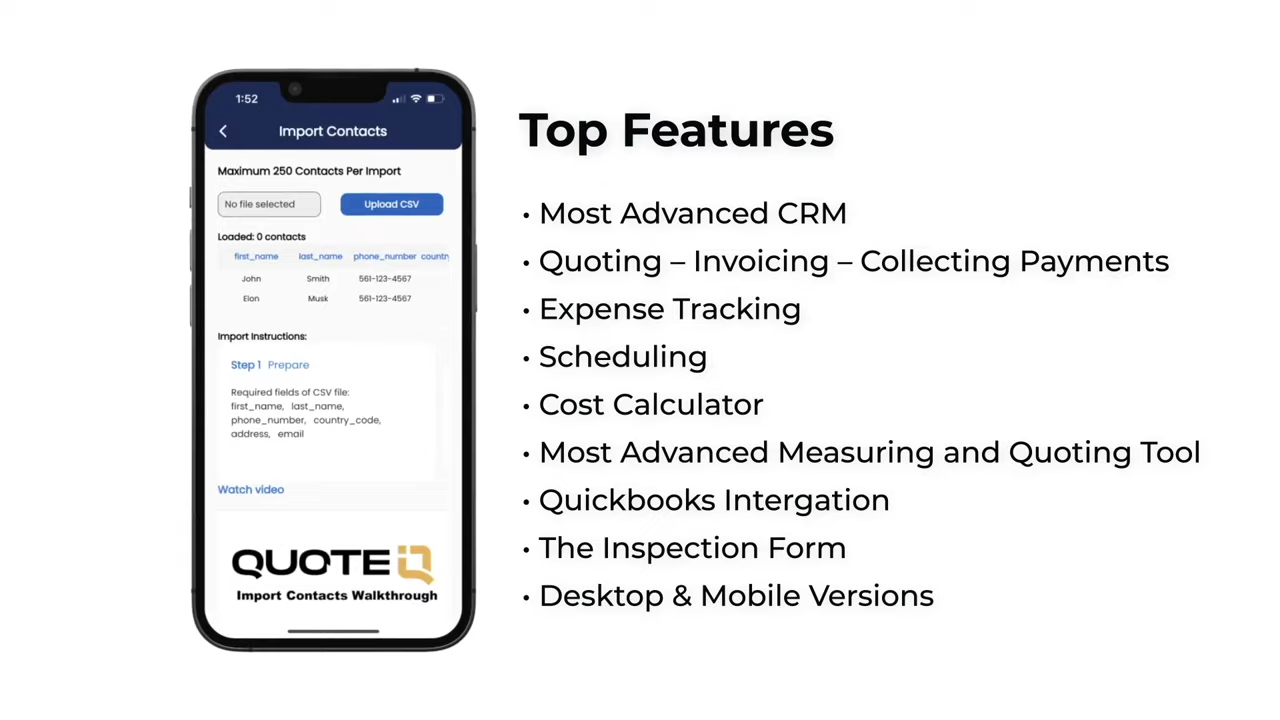 1:52
Import Contacts
Maximum 250 Contacts Per Import
No file selected
Upload CSV
Loaded: 0 contacts
first_name last_name phone_number country
John Smith 561-123-4567
Elon Musk 561-123-4567
Import Instructions:
Step 1 Prepare
Required fields of CSV file:
first_name, last_name,
phone_number, country_code,
address, email
Watch video
QUOTE IQ
Import Contacts Walkthrough
Top Features
• Most Advanced CRM
• Quoting – Invoicing – Collecting Payments
• Expense Tracking
• Scheduling
• Cost Calculator
• Most Advanced Measuring and Quoting Tool
• Quickbooks Intergation
• The Inspection Form
• Desktop & Mobile Versions